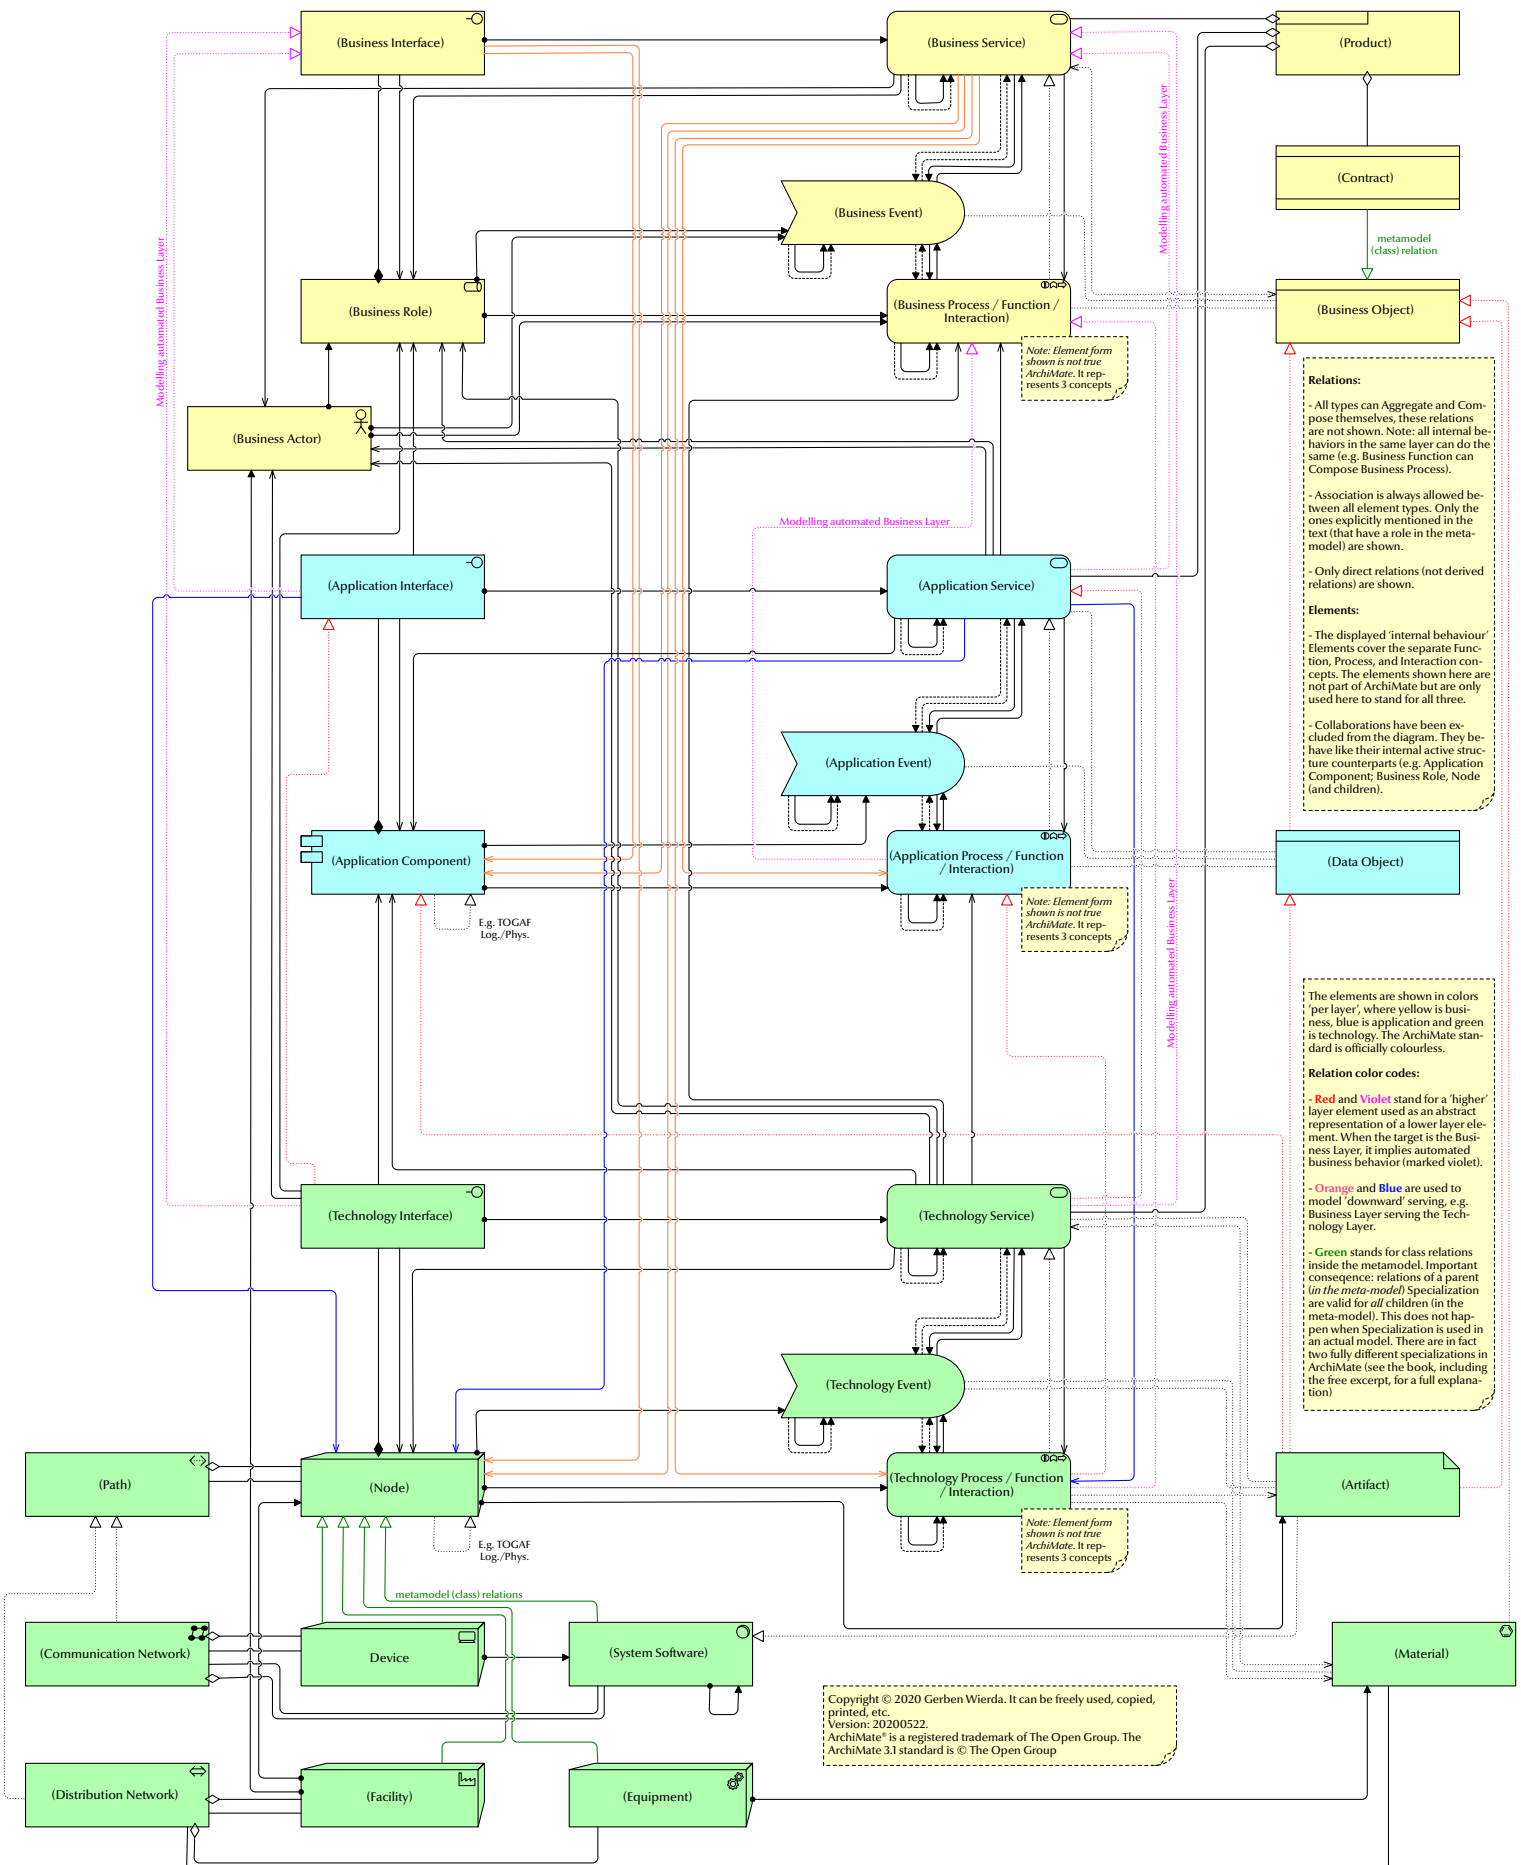 (Business Interface)
(Business Service)
(Product)
Modelling automated Business Layer
(Contract)
(Business Event)
metamodel
(class) relation
Modelling automated Business Layer
(Business Role)
(Business Process / Function /
Interaction)
(Business Object)
Note: Element form
shown is not true
ArchiMate. It rep-
resents 3 concepts
(Business Actor)
Relations:
- All types can Aggregate and Com-
pose themselves, these relations
are not shown. Note: all internal be-
haviors in the same layer can do the
same (e.g. Business Function can
Compose Business Process).
- Association is always allowed be-
tween all element types. Only the
ones explicitly mentioned in the
text (that have a role in the meta-
model) are shown.
- Only direct relations (not derived
relations) are shown.
Elements:
- The displayed ‘internal behaviour’
Elements cover the separate Func-
tion, Process, and Interaction con-
cepts. The elements shown here are
not part of ArchiMate but are only
used here to stand for all three.
- Collaborations have been ex-
cluded from the diagram. They be-
have like their internal active struc-
ture counterparts (e.g. Application
Component; Business Role, Node
(and children).
Modelling automated Business Layer
(Application Interface)
(Application Service)
(Application Event)
(Application Component)
(Application Process / Function
/ Interaction)
(Data Object)
Note: Element form
shown is not true
ArchiMate. It rep-
resents 3 concepts
E.g. TOGAF
Log./Phys.
Modelling automated Business Layer
The elements are shown in colors
‘per layer’, where yellow is busi-
ness, blue is application and green
is technology. The ArchiMate stan-
dard is officially colourless.
Relation color codes:
- Red and Violet stand for a ‘higher’
layer element used as an abstract
representation of a lower layer ele-
ment. When the target is the Busi-
ness Layer, it implies automated
business behavior (marked violet).
- Orange and Blue are used to
model ‘downward’ serving, e.g.
Business Layer serving the Tech-
nology Layer.
- Green stands for class relations
inside the metamodel. Important
conseqence: relations of a parent
(in the meta-model) Specialization
are valid for all children (in the
meta-model). This does not hap-
pen when Specialization is used in
an actual model. There are in fact
two fully different specializations in
ArchiMate (see the book, including
the free excerpt, for a full explana-
tion)
(Technology Interface)
(Technology Service)
(Technology Event)
(Path)
(Node)
(Technology Process / Function
/ Interaction)
(Artifact)
Note: Element form
shown is not true
ArchiMate. It rep-
resents 3 concepts
E.g. TOGAF
Log./Phys.
metamodel (class) relations
(Communication Network)
Device
(System Software)
(Material)
Copyright © 2020 Gerben Wierda. It can be freely used, copied,
printed, etc.
Version: 20200522.
ArchiMate® is a registered trademark of The Open Group. The
ArchiMate 3.1 standard is © The Open Group
(Distribution Network)
(Facility)
(Equipment)